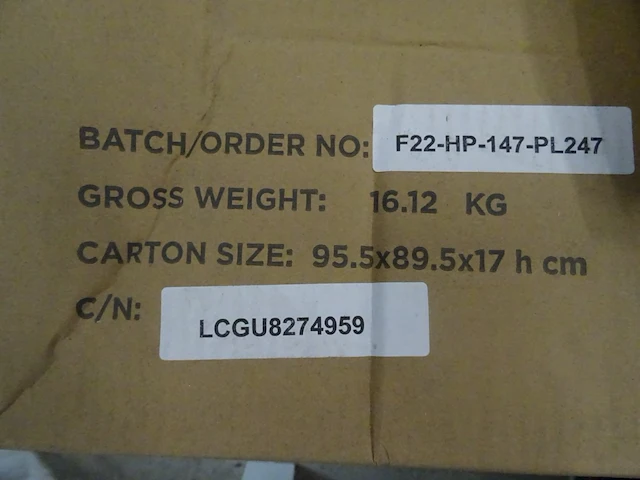 BATCH/ORDER NO: F22-HP-147-PL247
GROSS WEIGHT: 16.12 KG
CARTON SIZE: 95.5x89.5x17 h cm
C/N: LCGU8274959